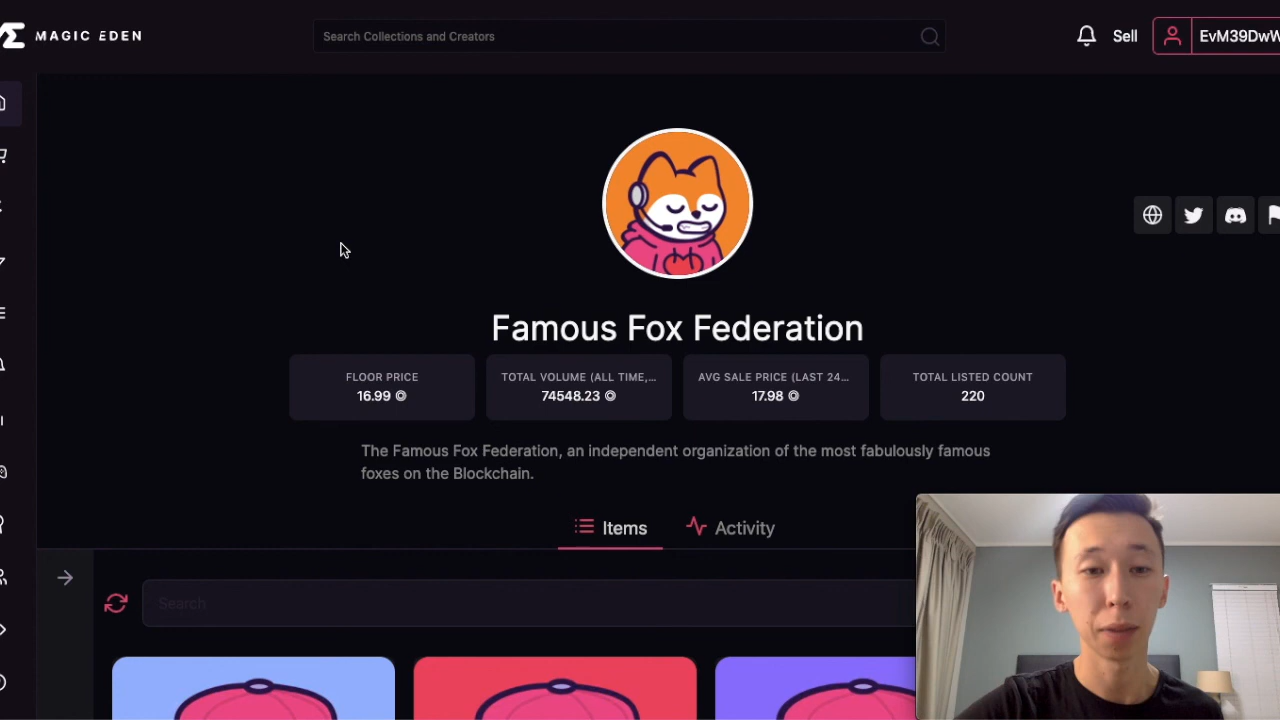 MAGIC EDEN
Search Collections and Creators
Sell
EvM39DwW
Famous Fox Federation
FLOOR PRICE
16.99
TOTAL VOLUME (ALL TIME,...
74548.23
AVG SALE PRICE (LAST 24...
17.98
TOTAL LISTED COUNT
220
The Famous Fox Federation, an independent organization of the most fabulously famous
foxes on the Blockchain.
Items
Activity
Search